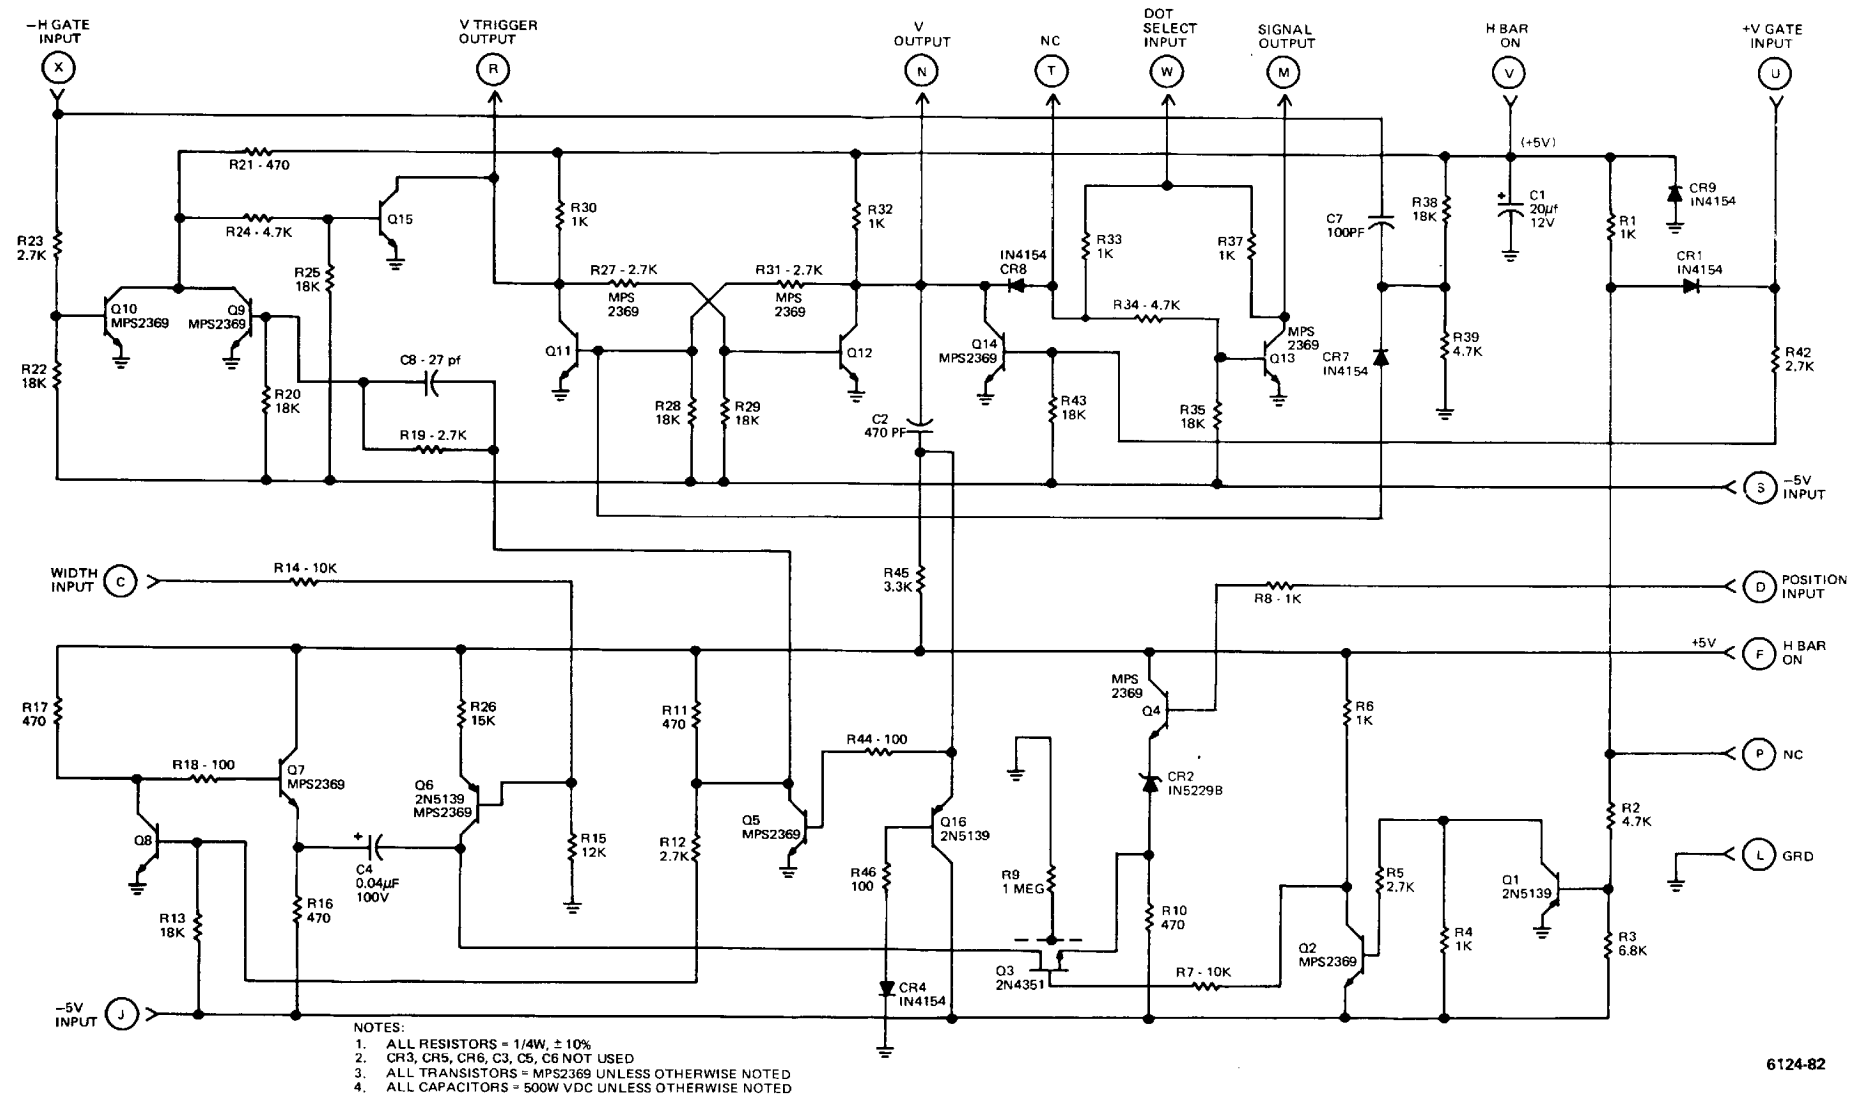 –H GATE
INPUT
X
V TRIGGER
OUTPUT
R
V
OUTPUT
N
NC
T
DOT
SELECT
INPUT
W
SIGNAL
OUTPUT
M
H BAR
ON
V
+V GATE
INPUT
U
(+5V)
R21 - 470
R24 - 4.7K
Q15
R23
2.7K
R25
18K
R30
1K
R32
1K
R33
1K
R37
1K
C7
100PF
R38
18K
+
C1
20µf
12V
R1
1K
CR9
IN4154
CR1
IN4154
R27 - 2.7K
MPS
2369
R31 - 2.7K
MPS
2369
IN4154
CR8
R34 - 4.7K
Q10
MPS2369
Q9
MPS2369
Q11
Q12
Q14
MPS2369
MPS
2369
Q13
CR7
IN4154
R39
4.7K
R42
2.7K
R22
18K
R20
18K
C8 - 27 pf
R19 - 2.7K
R28
18K
R29
18K
C2
470 PF
R43
18K
R35
18K
S
–5V
INPUT
WIDTH
INPUT
C
R14 - 10K
R45
3.3K
R8 - 1K
D
POSITION
INPUT
+5V
F
H BAR
ON
R17
470
R26
15K
R11
470
MPS
2369
Q4
R6
1K
R18 - 100
Q7
MPS2369
Q6
2N5139
MPS2369
R44 - 100
CR2
IN5229B
P
NC
Q8
+
C4
0.04µF
100V
R15
12K
R12
2.7K
Q5
MPS2369
Q16
2N5139
R2
4.7K
L
GRD
R13
18K
R16
470
R46
100
R9
1 MEG
R10
470
R5
2.7K
Q1
2N5139
R4
1K
R3
6.8K
Q2
MPS2369
Q3
2N4351
R7 - 10K
CR4
IN4154
–5V
INPUT
J
NOTES:
1. ALL RESISTORS = 1/4W, ± 10%
2. CR3, CR5, CR6, C3, C5, C6 NOT USED
3. ALL TRANSISTORS = MPS2369 UNLESS OTHERWISE NOTED
4. ALL CAPACITORS = 500W VDC UNLESS OTHERWISE NOTED
6124-82